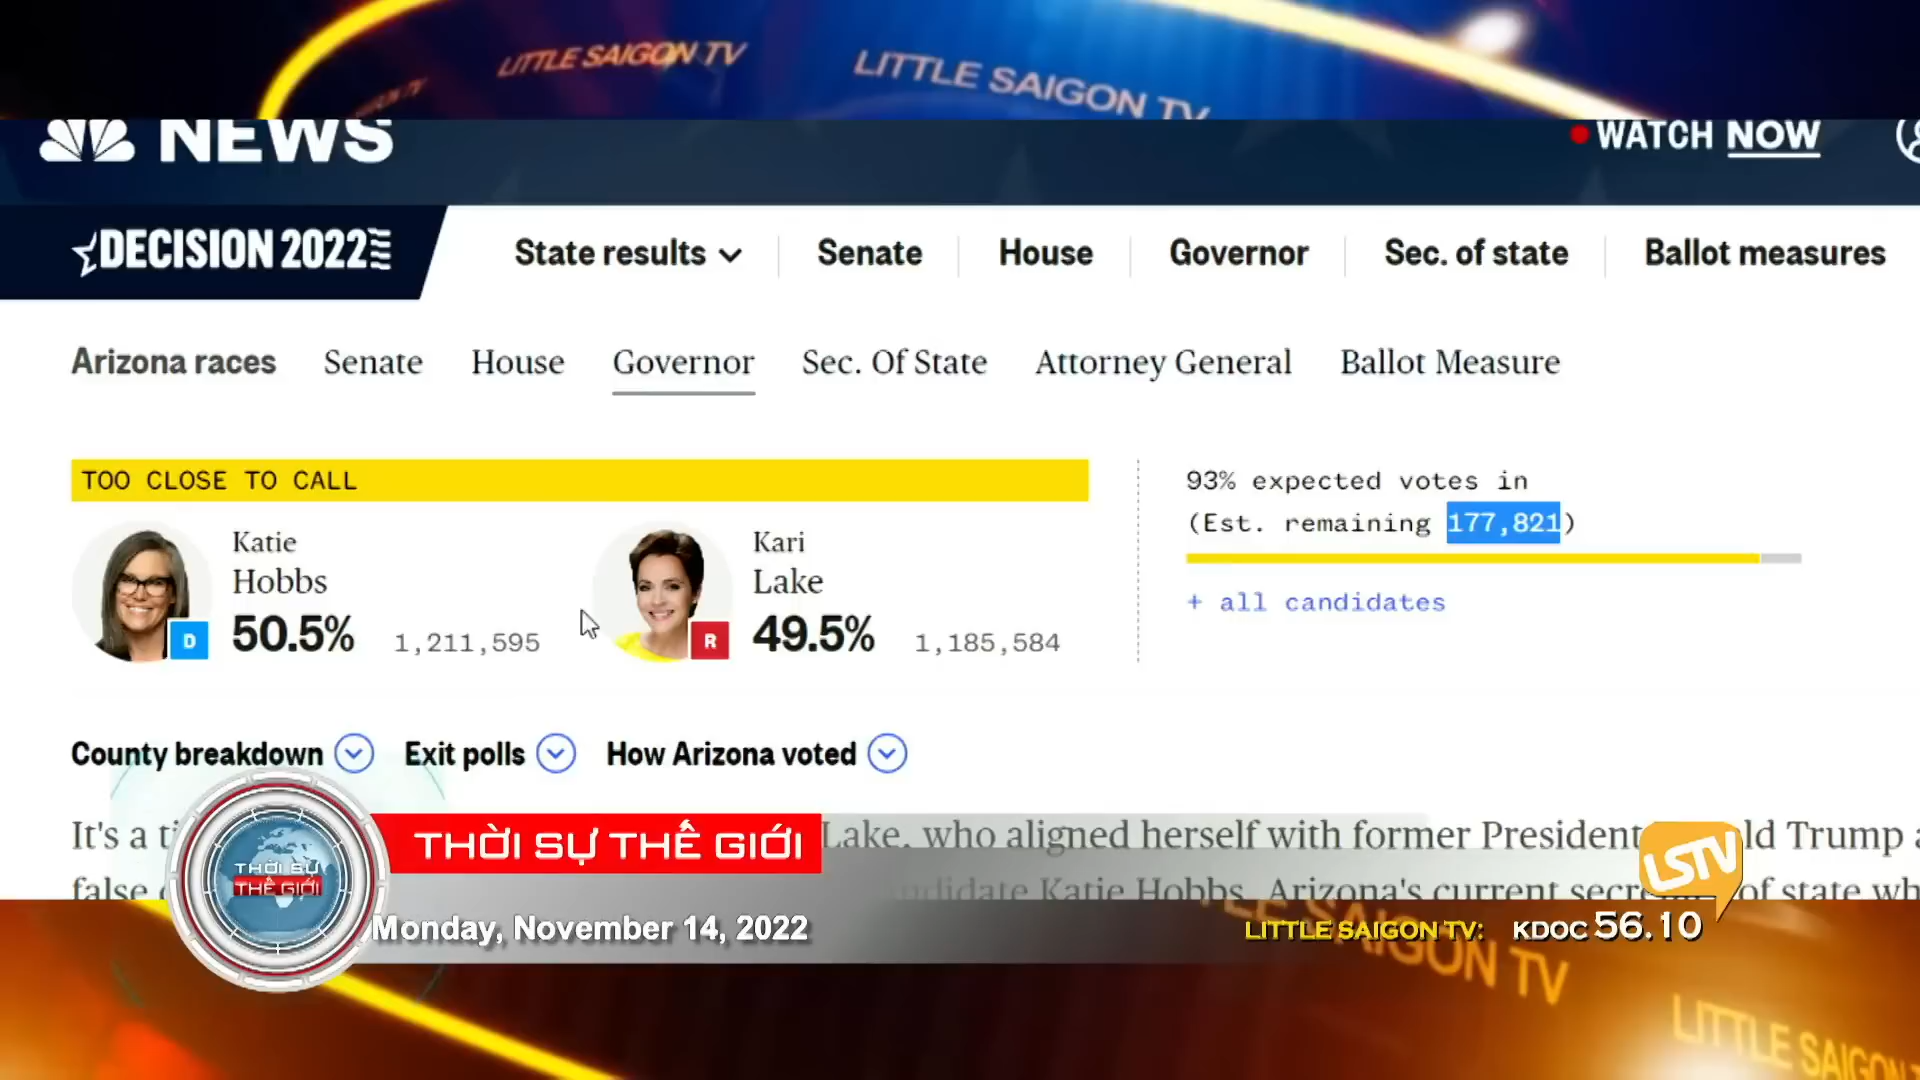 LITTLE SAIGON TV
LITTLE SAIGON TV
SAIGON TV
NEWS
WATCH NOW
DECISION 2022
State results
Senate
House
Governor
Sec. of state
Ballot measures
Arizona races
Senate
House
Governor
Sec. Of State
Attorney General
Ballot Measure
TOO CLOSE TO CALL
93% expected votes in
(Est. remaining 177,821)
+ all candidates
Katie
Hobbs
D
50.5%
1,211,595
Kari
Lake
R
49.5%
1,185,584
County breakdown
Exit polls
How Arizona voted
It's a
Lake, who aligned herself with former President
Trump
false
Katie Hobbs, Arizona's current
of state
THỜI SỰ THẾ GIỚI
THỜI SỰ
THẾ GIỚI
LSTV
Monday, November 14, 2022
LITTLE SAIGON TV: KDOC 56.10
SAIGON TV
LITTLE SAIGON